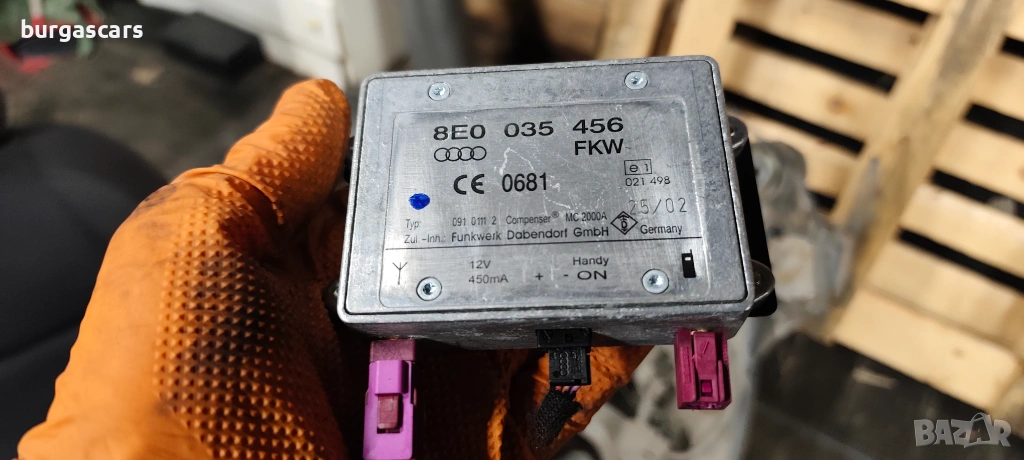 burgascars
8E0 035 456
FKW
CE 0681
e1
021 498
25/02
Typ: 091 0111 2 Compenser® MC 2000A
Zul.-Inh.: Funkwerk Dabendorf GmbH Germany
12V Handy
450mA + - ON
BAZAR